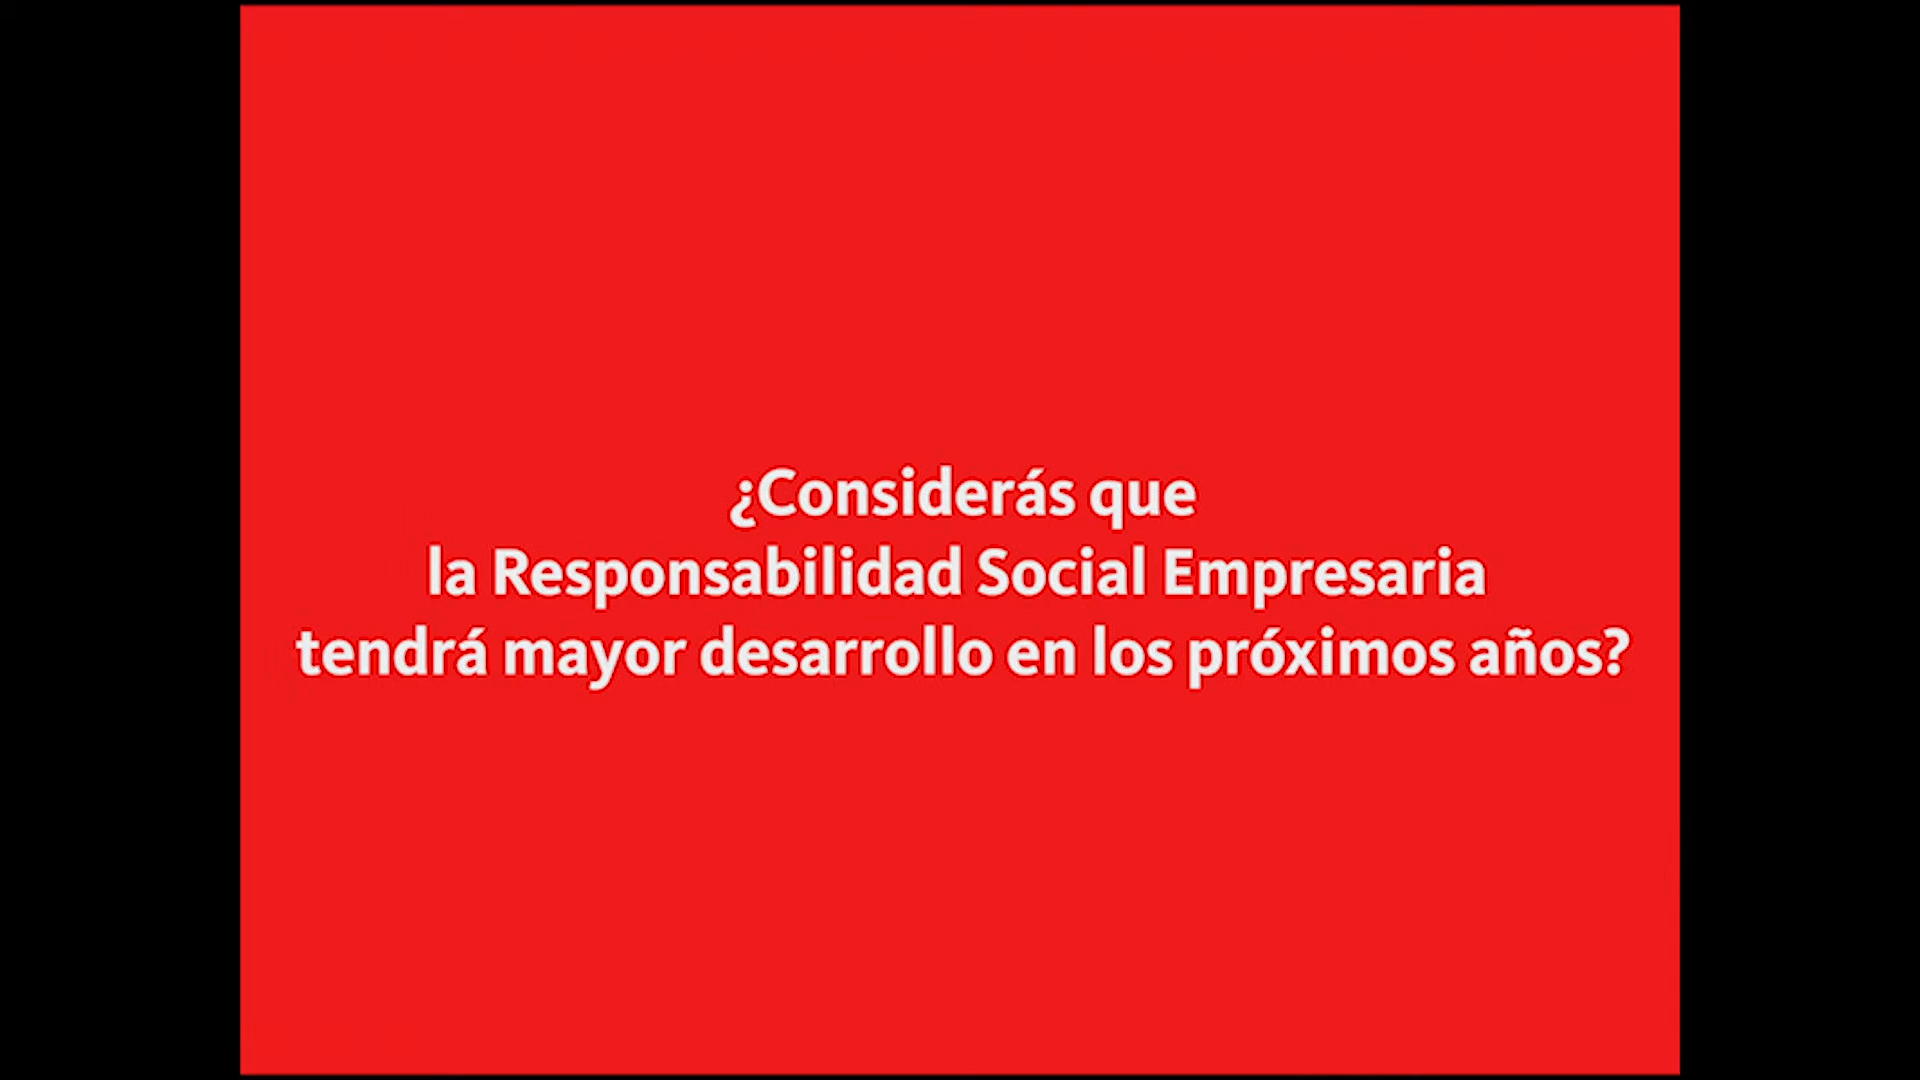 ¿Considerás que
la Responsabilidad Social Empresaria
tendrá mayor desarrollo en los próximos años?